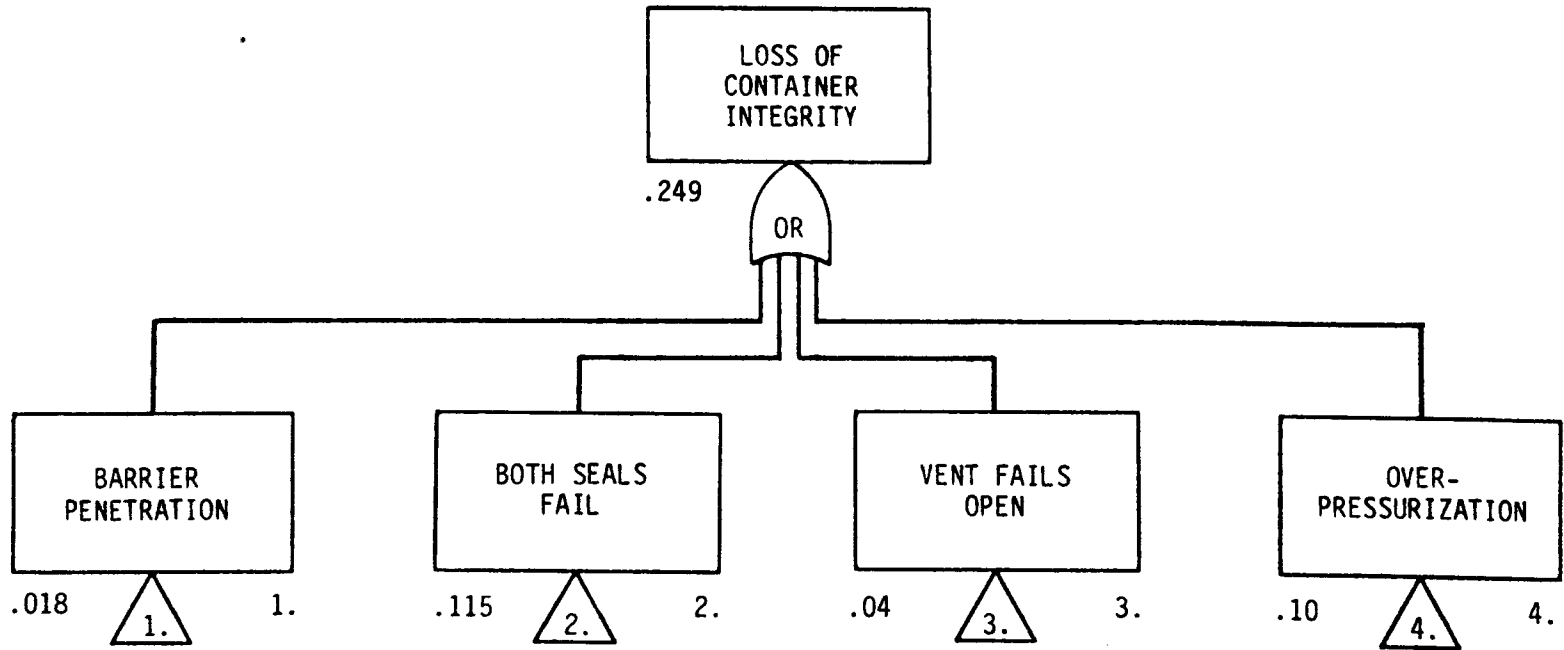 LOSS OF
CONTAINER
INTEGRITY
.249
OR
BARRIER
PENETRATION
.018
1.
1.
BOTH SEALS
FAIL
.115
2.
2.
VENT FAILS
OPEN
.04
3.
3.
OVER-
PRESSURIZATION
.10
4.
4.